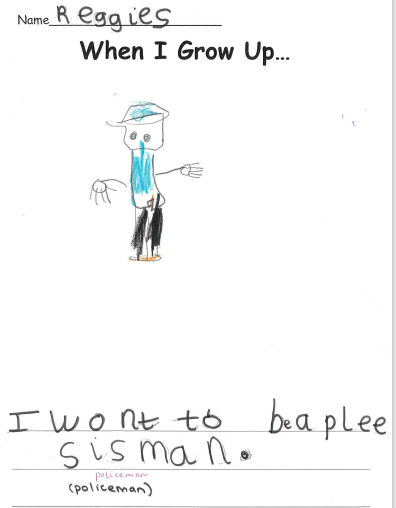 Name Reggies
When I Grow Up...
I wont to be a plee
sisman.
policeman
(policeman)